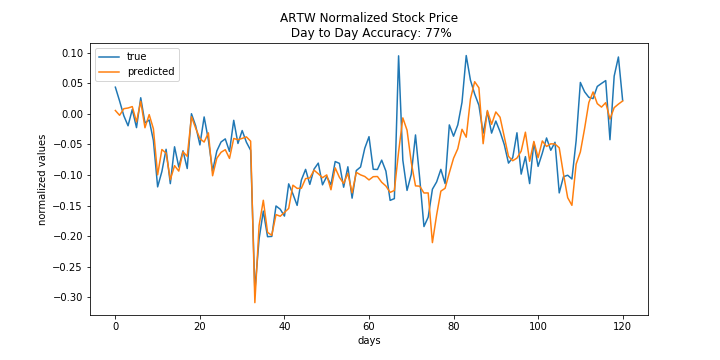 ARTW Normalized Stock Price
Day to Day Accuracy: 77%
true
predicted
normalized values
0.10
0.05
0.00
−0.05
−0.10
−0.15
−0.20
−0.25
−0.30
0
20
40
60
80
100
120
days